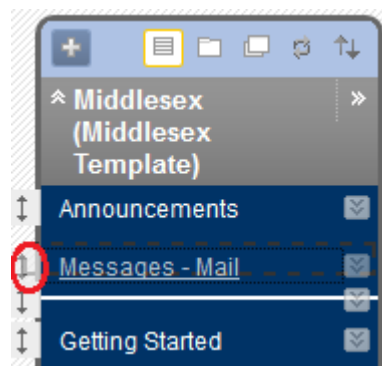 Middlesex
(Middlesex
Template)
Announcements
Messages - Mail
Getting Started